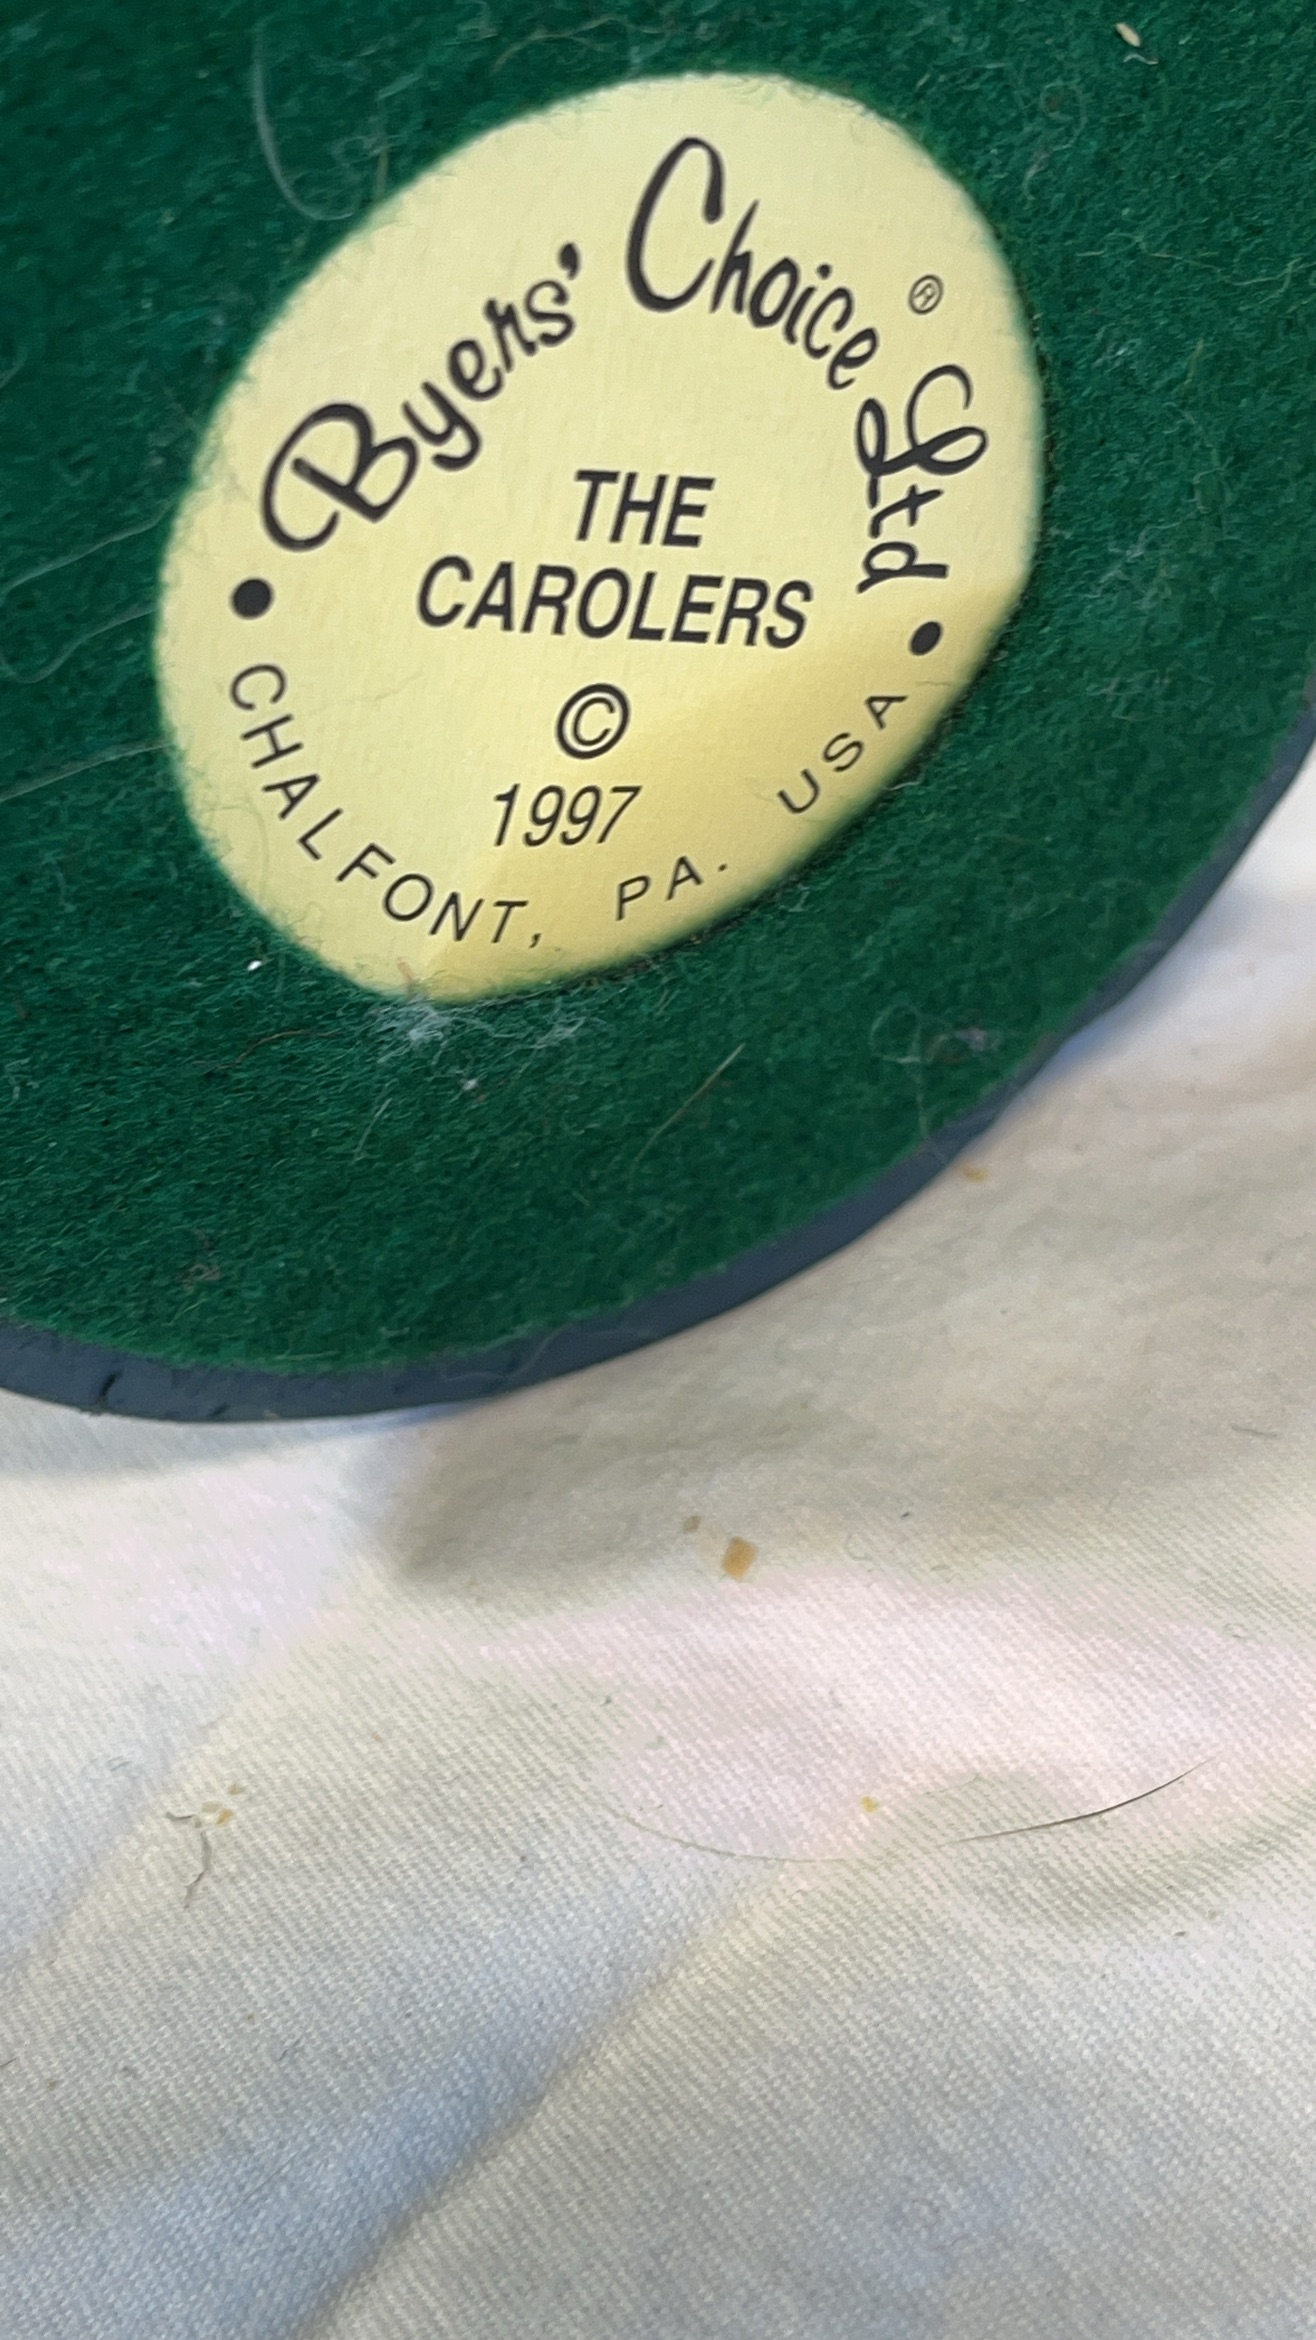 Byers' Choice Ltd ®
THE
CAROLERS
©
1997
CHALFONT, PA. USA